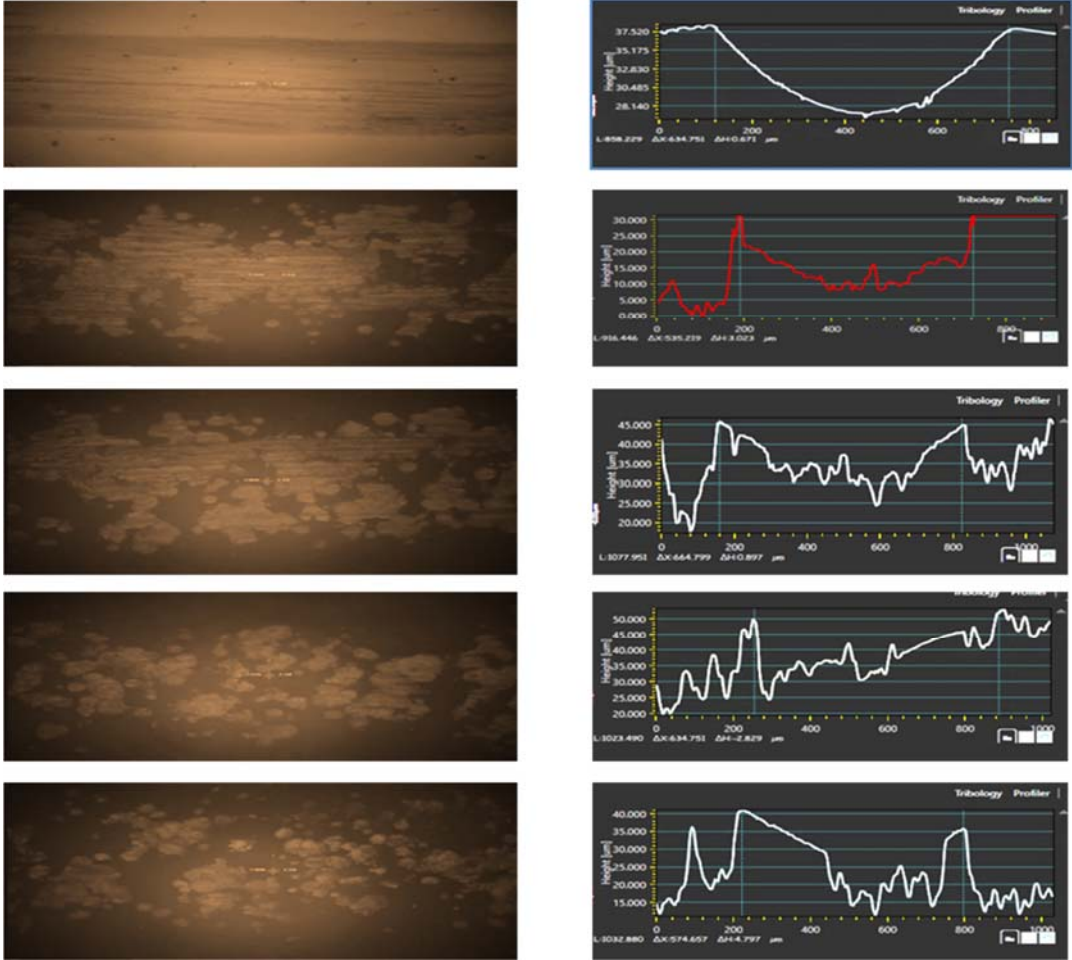 Tribology Profiler
Height [µm]
37.520
35.175
32.830
30.485
28.140
0 200 400 600
L:858.229 ΔX:634.751 ΔH:0.671 µm
Tribology Profiler
Height [µm]
30.000
25.000
20.000
15.000
10.000
5.000
0.000
0 200 400 600 800
L:916.446 ΔX:535.219 ΔH:3.023 µm
Tribology Profiler
Height [µm]
45.000
40.000
35.000
30.000
25.000
20.000
0 200 400 600 800 1000
L:1077.951 ΔX:664.799 ΔH:0.897 µm
Tribology Profiler
Height [µm]
50.000
45.000
40.000
35.000
30.000
25.000
20.000
0 200 400 600 800 1000
L:1023.490 ΔX:634.751 ΔH:-2.829 µm
Tribology Profiler
Height [µm]
40.000
35.000
30.000
25.000
20.000
15.000
0 200 400 600 800 1000
L:1032.880 ΔX:574.657 ΔH:4.797 µm